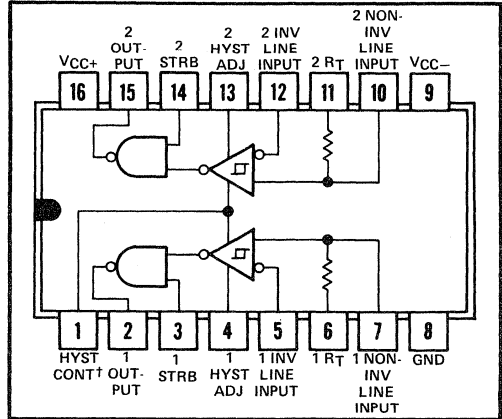 2 2 2 2 INV 2 NON-
VCC+ OUT- STRB HYST LINE 2 RT INV VCC−
PUT ADJ INPUT LINE
INPUT
16 15 14 13 12 11 10 9
1 2 3 4 5 6 7 8
HYST 1 1 1 1 INV 1 RT 1 NON- GND
CONT† OUT- STRB HYST LINE INV
PUT ADJ INPUT LINE
INPUT